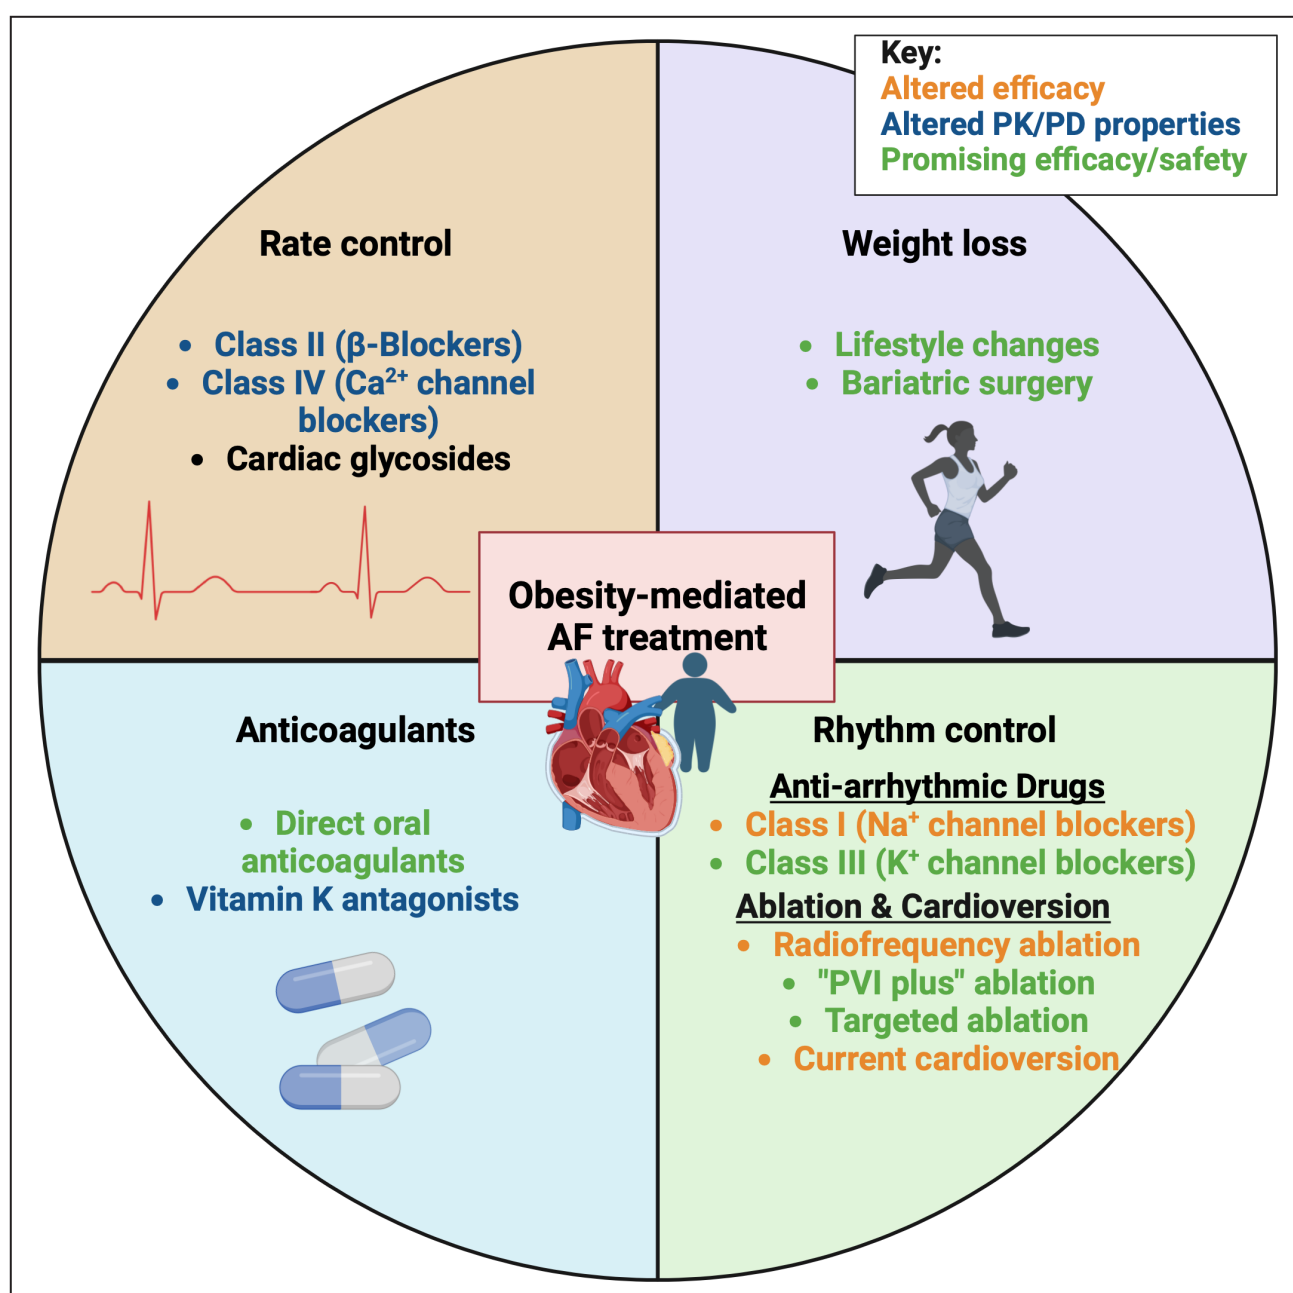 Key:
Altered efficacy
Altered PK/PD properties
Promising efficacy/safety
Rate control
• Class II (β-Blockers)
• Class IV (Ca²⁺ channel
blockers)
• Cardiac glycosides
Weight loss
• Lifestyle changes
• Bariatric surgery
Obesity-mediated
AF treatment
Anticoagulants
• Direct oral
anticoagulants
• Vitamin K antagonists
Rhythm control
Anti-arrhythmic Drugs
• Class I (Na⁺ channel blockers)
• Class III (K⁺ channel blockers)
Ablation & Cardioversion
• Radiofrequency ablation
• "PVI plus" ablation
• Targeted ablation
• Current cardioversion